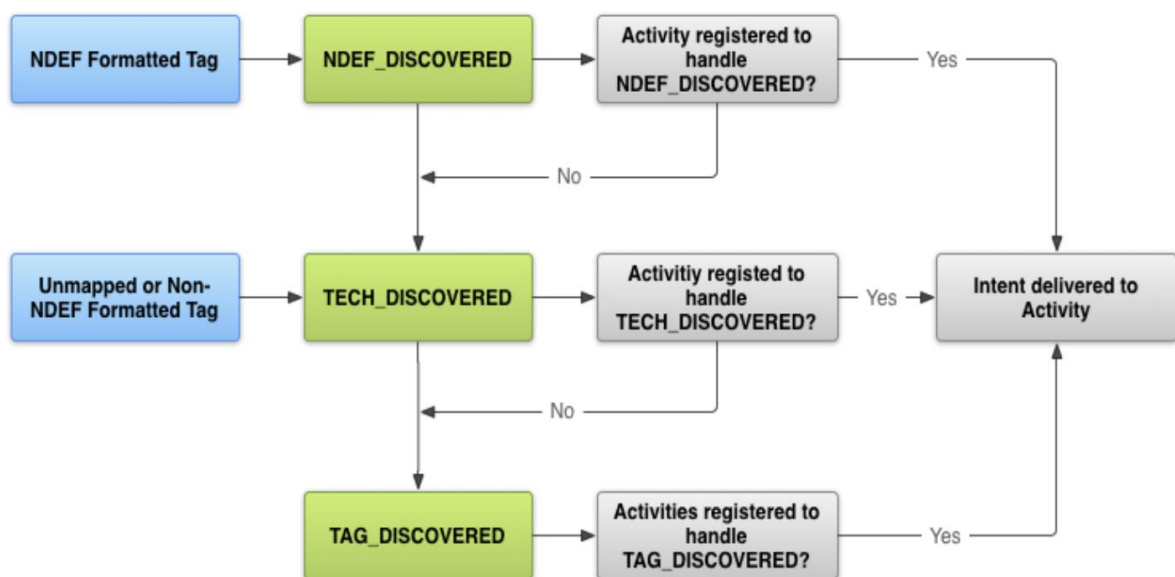 NDEF Formatted Tag
NDEF_DISCOVERED
Activity registered to
handle
NDEF_DISCOVERED?
Yes
No
Unmapped or Non-
NDEF Formatted Tag
TECH_DISCOVERED
Activitiy registed to
handle
TECH_DISCOVERED?
Yes
Intent delivered to
Activity
No
TAG_DISCOVERED
Activities registered to
handle
TAG_DISCOVERED?
Yes